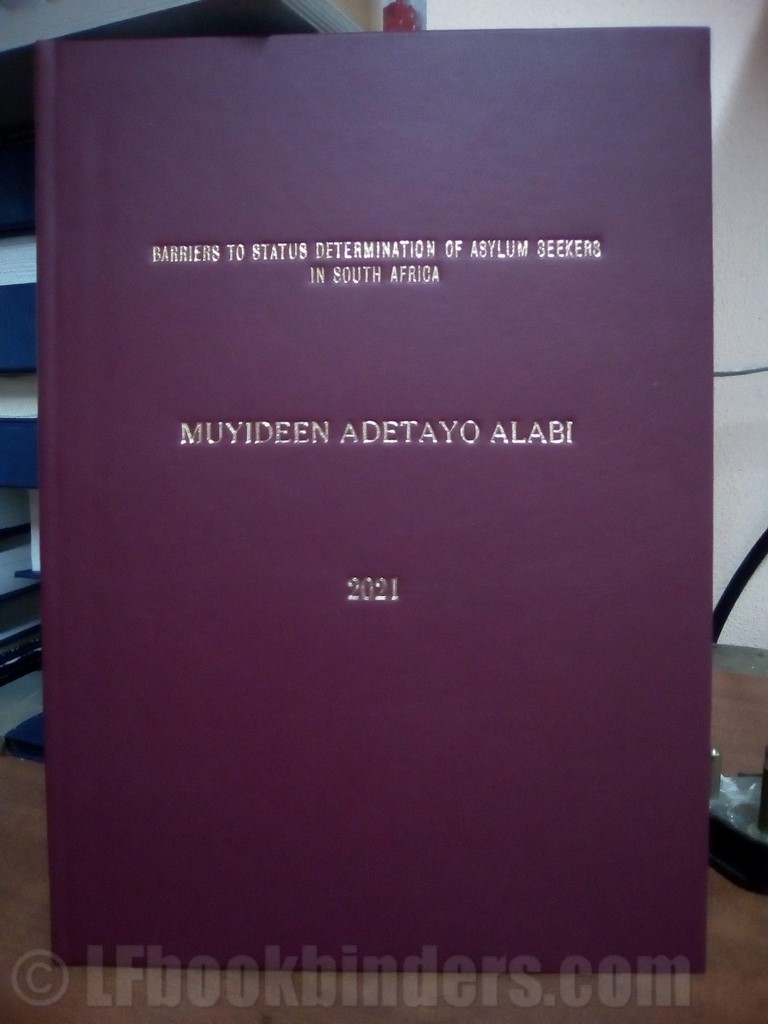 BARRIERS TO STATUS DETERMINATION OF ASYLUM SEEKERS
IN SOUTH AFRICA
MUYIDEEN ADETAYO ALABI
2021
© LFbookbinders.com